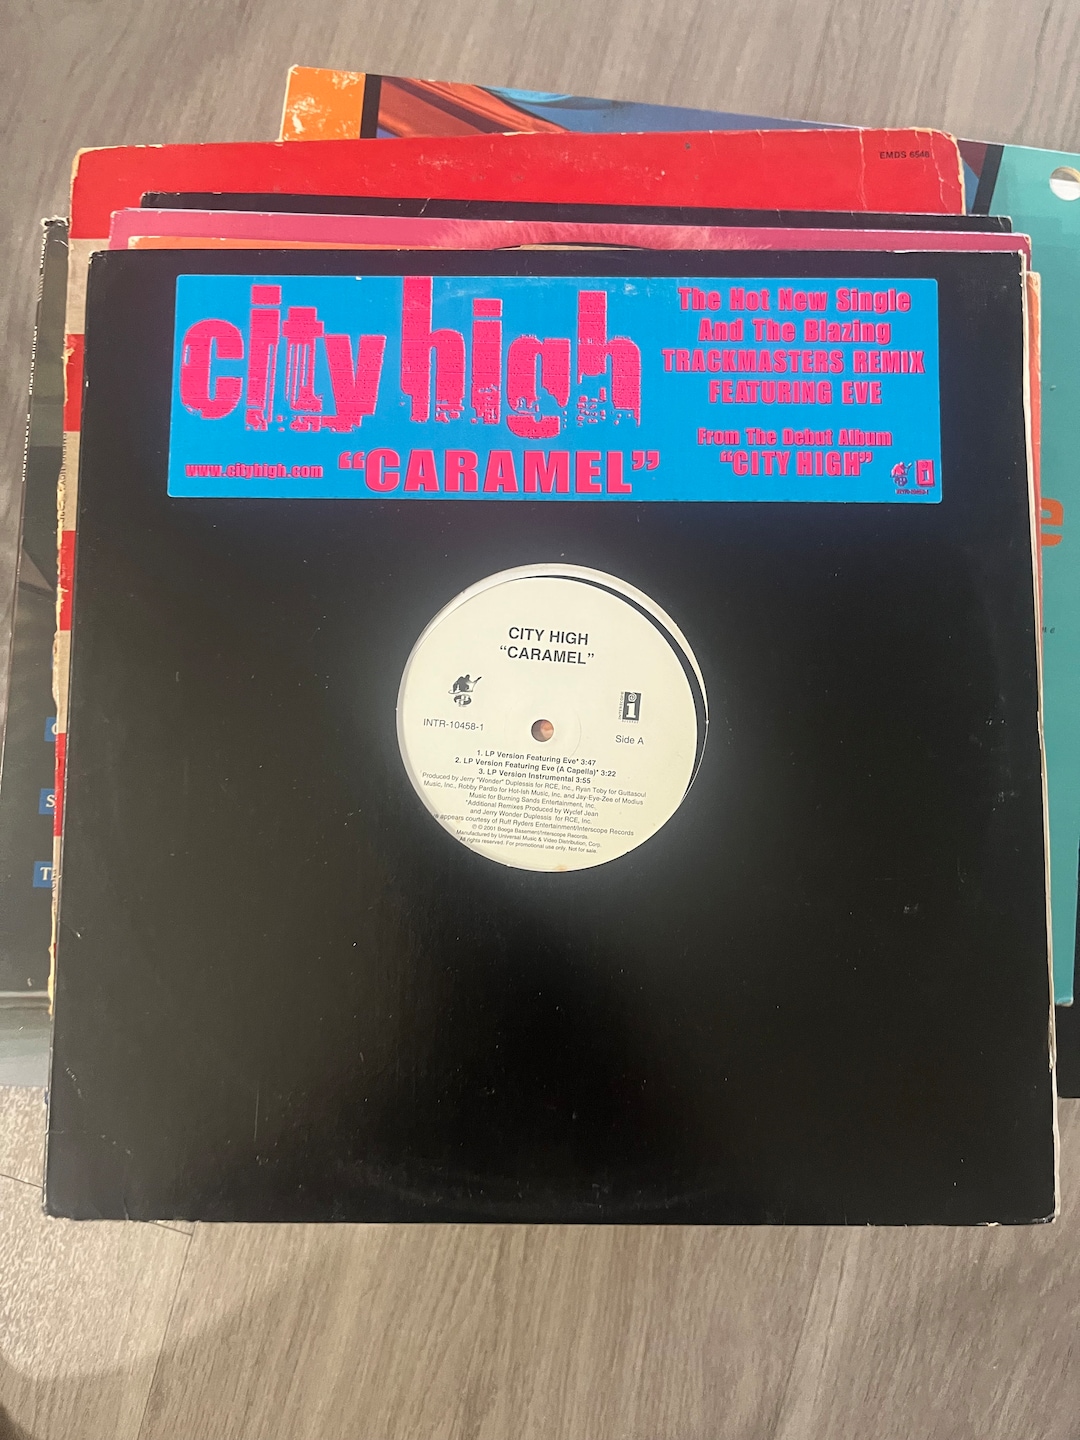 EMDS 6546
city high
The Hot New Single
And The Blazing
TRACKMASTERS REMIX
FEATURING EVE
From The Debut Album
"CITY HIGH"
www.cityhigh.com
"CARAMEL"
INTR-10458-1
CITY HIGH
"CARAMEL"
INTR-10458-1
Side A
1. LP Version Featuring Eve* 3:47
2. LP Version Featuring Eve (A Capella)* 3:22
3. LP Version Instrumental 3:55
Produced by Jerry "Wonder" Duplessis for RCE, Inc., Ryan Toby for Guttasoul
Music, Inc., Robby Pardlo for Hot-Ish Music, Inc. and Jay-Eye-Zee of Modius
Music for Burning Sands Entertainment, Inc.
*Additional Remixes Produced by Wyclef Jean
and Jerry Wonder Duplessis for RCE, Inc.
appears courtesy of Ruff Ryders Entertainment/Interscope Records
℗ © 2001 Booga Basement/Interscope Records.
Manufactured by Universal Music & Video Distribution, Corp.
All rights reserved. For promotional use only. Not for sale.